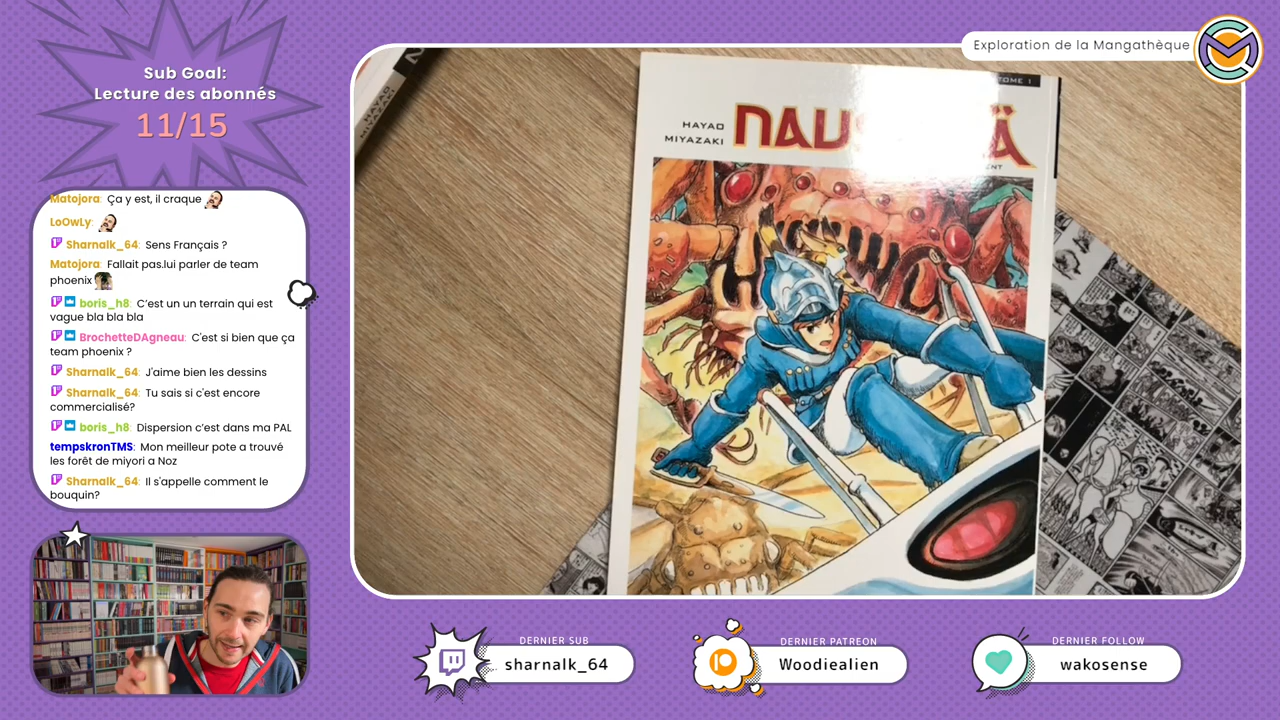 Sub Goal:
Lecture des abonnés
11/15
Exploration de la Mangathèque
TOME 1
HAYAO
MIYAZAKI
Matojora: Ça y est, il craque
LoOwLy:
Sharnalk_64: Sens Français ?
Matojora: Fallait pas.lui parler de team
phoenix
boris_h8: C'est un un terrain qui est
vague bla bla bla
BrochetteDAgneau: C'est si bien que ça
team phoenix ?
Sharnalk_64: J'aime bien les dessins
Sharnalk_64: Tu sais si c'est encore
commercialisé?
boris_h8: Dispersion c'est dans ma PAL
tempskronTMS: Mon meilleur pote a trouvé
les forêt de miyori a Noz
Sharnalk_64: Il s'appelle comment le
bouquin?
DERNIER SUB
sharnalk_64
DERNIER PATREON
Woodiealien
DERNIER FOLLOW
wakosense